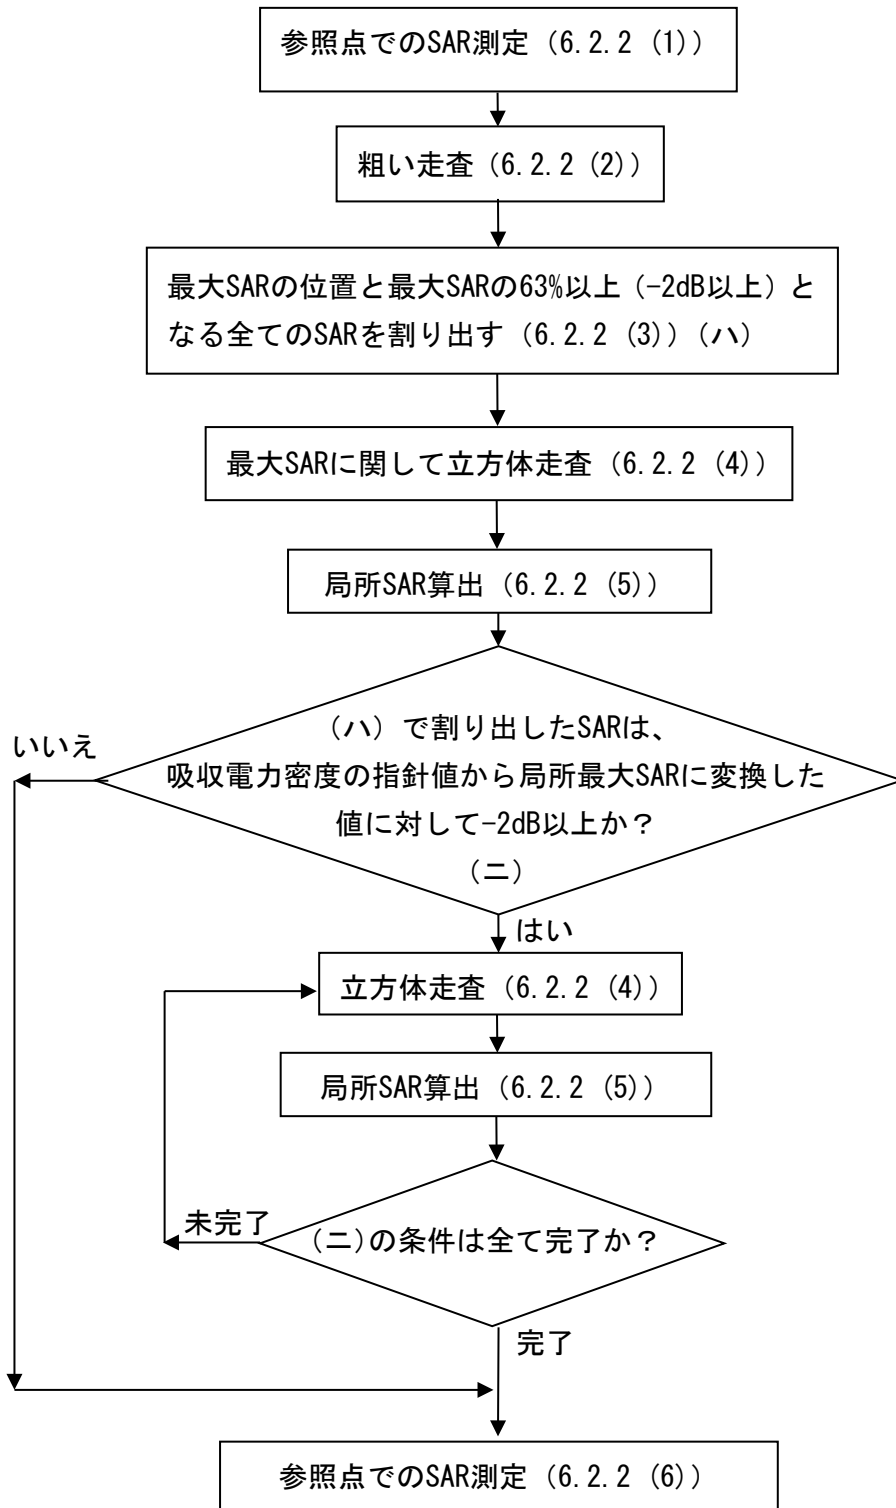 参照点でのSAR測定（6.2.2（1））
粗い走査（6.2.2（2））
最大SARの位置と最大SARの63%以上（-2dB以上）と
なる全てのSARを割り出す（6.2.2（3））（ハ）
最大SARに関して立方体走査（6.2.2（4））
局所SAR算出（6.2.2（5））
（ハ）で割り出したSARは、
いいえ
吸収電力密度の指針値から局所最大SARに変換した
値に対して-2dB以上か？
（ニ）
はい
立方体走査（6.2.2（4））
局所SAR算出（6.2.2（5））
未完了
（ニ）の条件は全て完了か？
完了
参照点でのSAR測定（6.2.2（6））